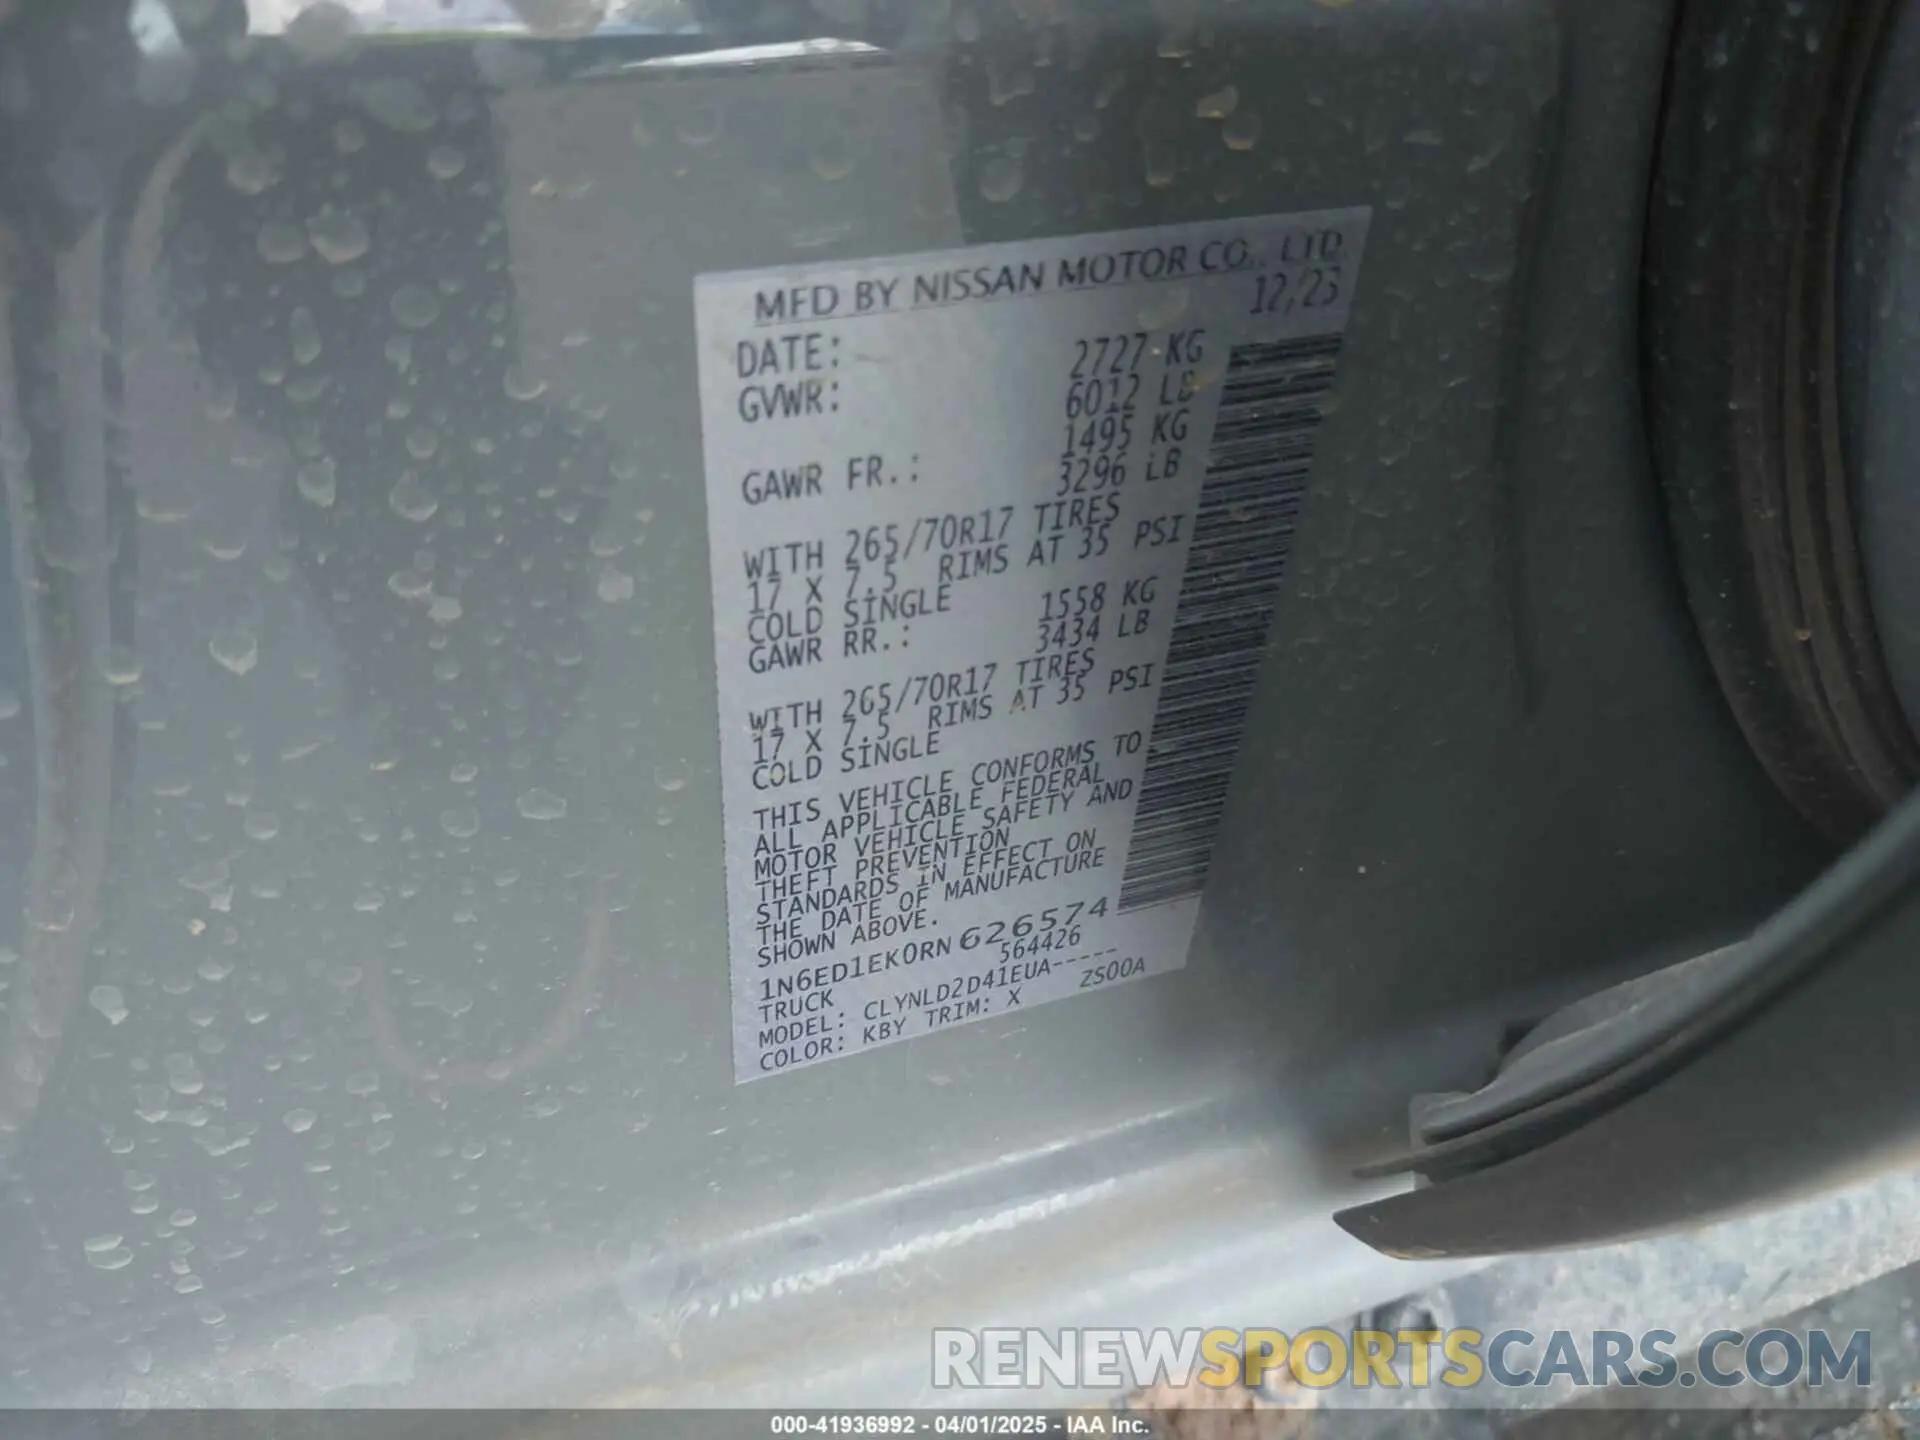 MFD BY NISSAN MOTOR CO., LTD.
DATE: 12/23
GVWR: 2727 KG
6012 LB
GAWR FR.: 1495 KG
3296 LB
WITH 265/70R17 TIRES
17 X 7.5 RIMS AT 35 PSI
COLD SINGLE
GAWR RR.: 1558 KG
3434 LB
WITH 265/70R17 TIRES
17 X 7.5 RIMS AT 35 PSI
COLD SINGLE
THIS VEHICLE CONFORMS TO
ALL APPLICABLE FEDERAL
MOTOR VEHICLE SAFETY AND
THEFT PREVENTION
STANDARDS IN EFFECT ON
THE DATE OF MANUFACTURE
SHOWN ABOVE.
1N6ED1EK0RN626574
TRUCK 564426
MODEL: CLYNLD2D41EUA-----
COLOR: KBY TRIM: X ZS00A
RENEWSPORTSCARS.COM
000-41936992 - 04/01/2025 - IAA Inc.